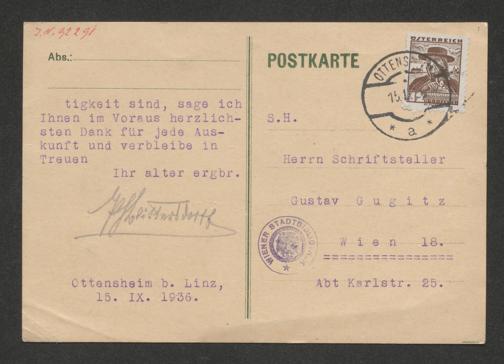 J.N. 92291
Abs.:
tigkeit sind, sage ich
Ihnen im Voraus herzlich-
sten Dank für jede Aus-
kunft und verbleibe in
Treuen
Ihr alter ergbr.
Ottensheim b. Linz,
15. IX. 1936.
POSTKARTE
ÖSTERREICH
OTTENSHEIM
15.
* a *
S.H.
Herrn Schriftsteller
Gustav Gugitz
Wien 18.
Abt Karlstr. 25.
WIENER STADTBIBLIOTHEK